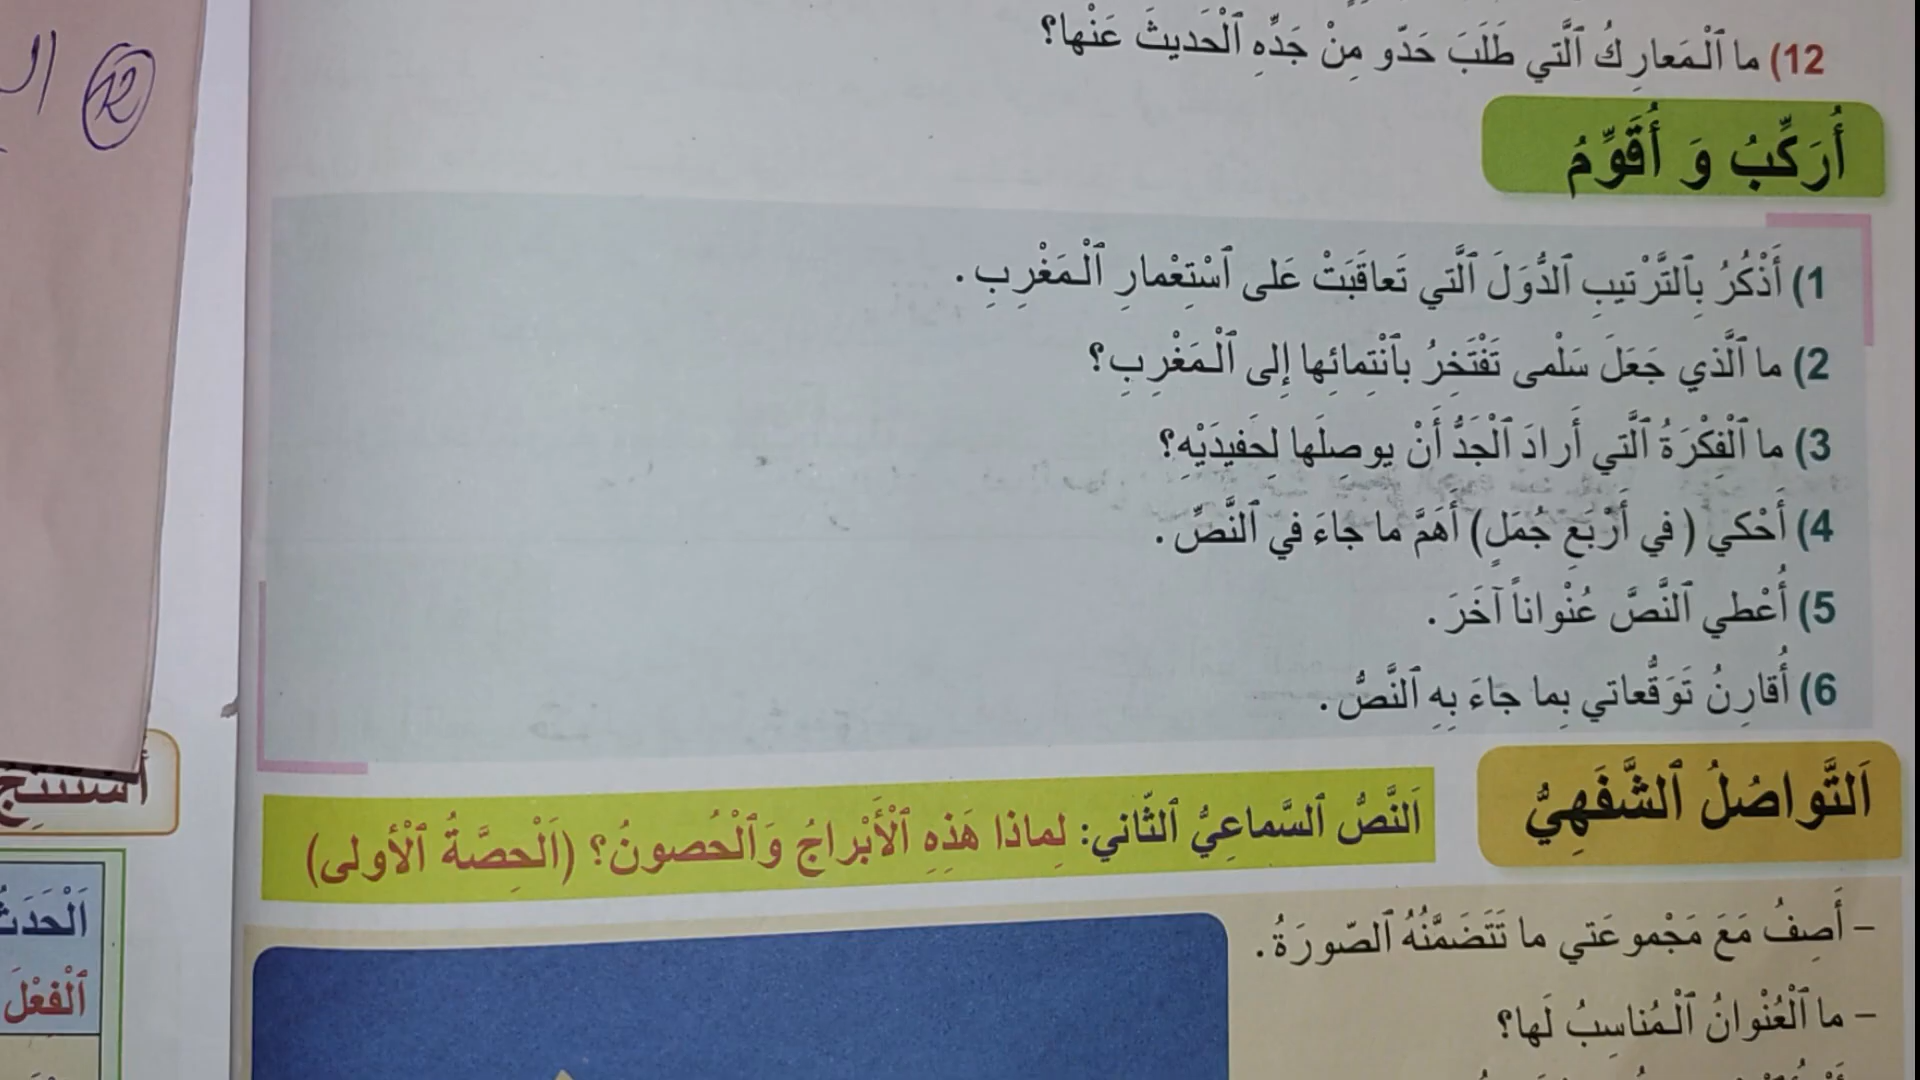 12) ما ٱلْمَعارِكُ ٱلَّتي طَلَبَ حَدّو مِنْ جَدِّهِ ٱلْحَديثَ عَنْها؟
أُرَكِّبُ وَ أُقَوِّمُ
1) أَذْكُرُ بِٱلتَّرْتيبِ ٱلدُّوَلَ ٱلَّتي تَعاقَبَتْ عَلى ٱسْتِعْمارِ ٱلْمَغْرِبِ.
2) ما ٱلَّذي جَعَلَ سَلْمى تَفْتَخِرُ بِٱنْتِمائِها إِلى ٱلْمَغْرِبِ؟
3) ما ٱلْفِكْرَةُ ٱلَّتي أَرادَ ٱلْجَدُّ أَنْ يوصِلَها لِحَفيدَيْهِ؟
4) أَحْكي ( في أَرْبَعِ جُمَلٍ) أَهَمَّ ما جاءَ في ٱلنَّصِّ.
5) أُعْطي ٱلنَّصَّ عُنْواناً آخَرَ.
6) أُقارِنُ تَوَقُّعاتي بِما جاءَ بِهِ ٱلنَّصُّ.
اَلتَّواصُلُ ٱلشَّفَهِيُّ
اَلنَّصُّ ٱلسَّماعِيُّ ٱلثّاني: لِماذا هَذِهِ ٱلْأَبْراجُ وَٱلْحُصونُ؟ (اَلْحِصَّةُ ٱلْأولى)
– أَصِفُ مَعَ مَجْموعَتي ما تَتَضَمَّنُهُ ٱلصّورَةُ.
– ما ٱلْعُنْوانُ ٱلْمُناسِبُ لَها؟
أَسْتَنْتِجُ
ٱلْفِعْلَ